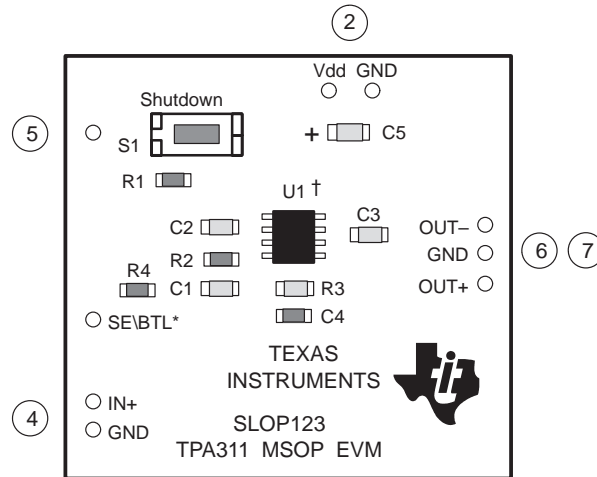 2
Vdd GND
Shutdown
5
S1
+ C5
R1
U1 †
C2
C3
OUT–
R2
GND
6 7
R4
C1
R3
OUT+
C4
SE\BTL*
TEXAS
INSTRUMENTS
4
IN+
GND
SLOP123
TPA311 MSOP EVM